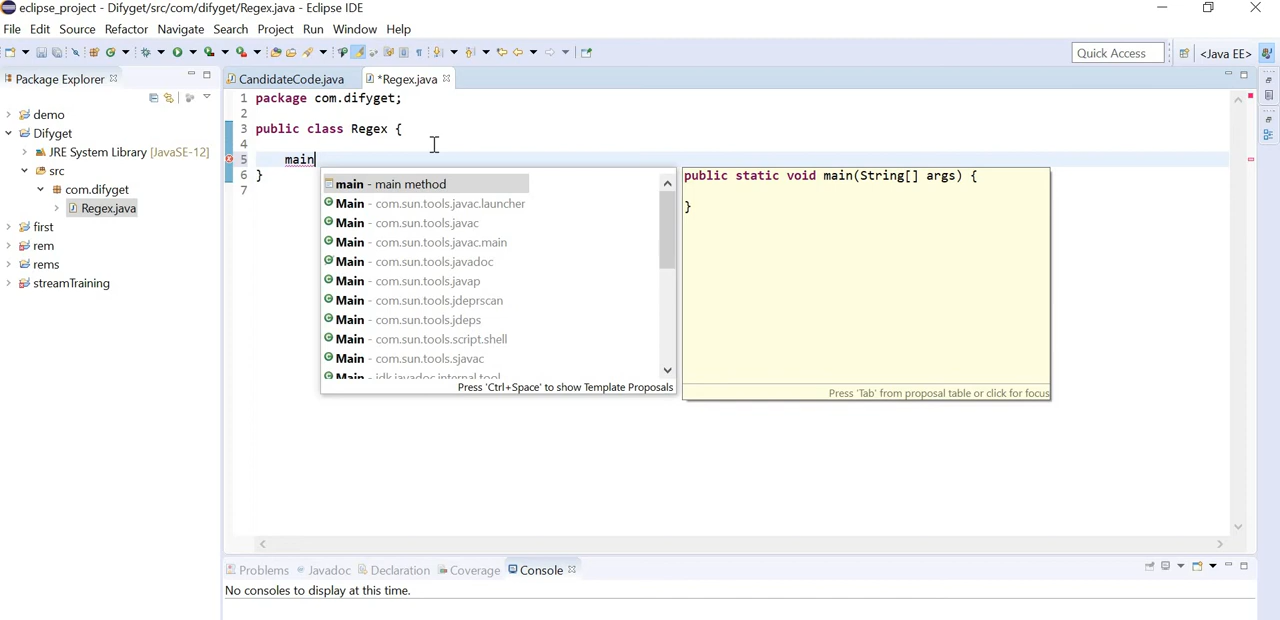 eclipse_project - Difyget/src/com/difyget/Regex.java - Eclipse IDE
File Edit Source Refactor Navigate Search Project Run Window Help
Quick Access
<Java EE>
Package Explorer
CandidateCode.java
*Regex.java
demo
Difyget
JRE System Library [JavaSE-12]
src
com.difyget
Regex.java
first
rem
rems
streamTraining
1 package com.difyget;
2
3 public class Regex {
4
5 main
6 }
7
main - main method
Main - com.sun.tools.javac.launcher
Main - com.sun.tools.javac
Main - com.sun.tools.javac.main
Main - com.sun.tools.javadoc
Main - com.sun.tools.javap
Main - com.sun.tools.jdeprscan
Main - com.sun.tools.jdeps
Main - com.sun.tools.script.shell
Main - com.sun.tools.sjavac
Main - jdk.javadoc.internal.tool
Press 'Ctrl+Space' to show Template Proposals
public static void main(String[] args) {
}
Press 'Tab' from proposal table or click for focus
Problems Javadoc Declaration Coverage Console
No consoles to display at this time.